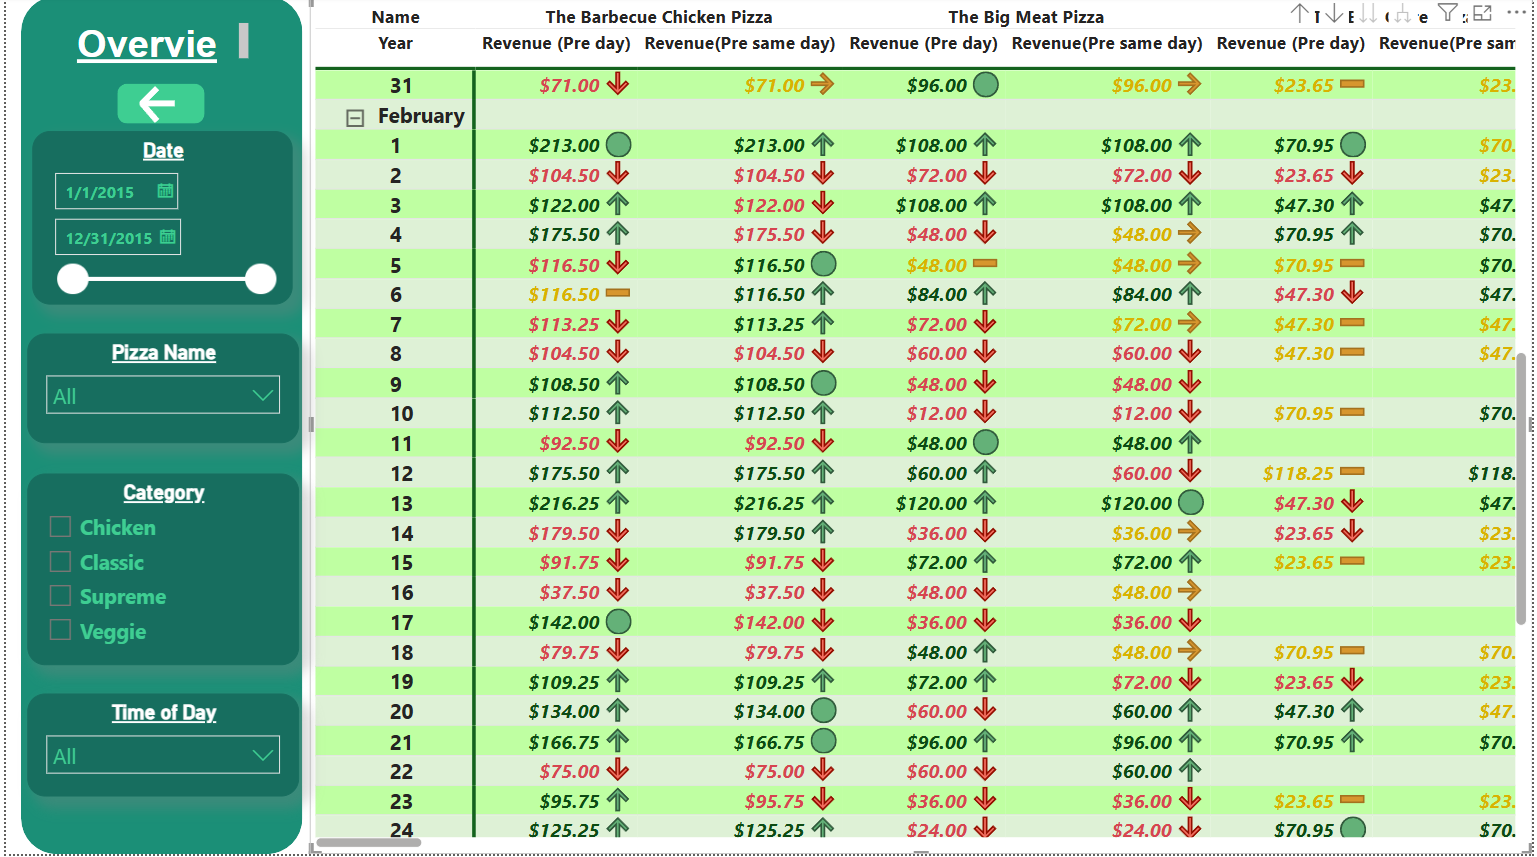 Overvie
Date
1/1/2015
12/31/2015
Pizza Name
All
Category
Chicken
Classic
Supreme
Veggie
Time of Day
All
Name The Barbecue Chicken Pizza The Big Meat Pizza
Year Revenue (Pre day) Revenue(Pre same day) Revenue (Pre day) Revenue(Pre same day) Revenue (Pre day) Revenue(Pre sam
31 $71.00 $71.00 $96.00 $96.00 $23.65 $23.
February
1 $213.00 $213.00 $108.00 $108.00 $70.95 $70.
2 $104.50 $104.50 $72.00 $72.00 $23.65 $23.
3 $122.00 $122.00 $108.00 $108.00 $47.30 $47.
4 $175.50 $175.50 $48.00 $48.00 $70.95 $70.
5 $116.50 $116.50 $48.00 $48.00 $70.95 $70.
6 $116.50 $116.50 $84.00 $84.00 $47.30 $47.
7 $113.25 $113.25 $72.00 $72.00 $47.30 $47.
8 $104.50 $104.50 $60.00 $60.00 $47.30 $47.
9 $108.50 $108.50 $48.00 $48.00
10 $112.50 $112.50 $12.00 $12.00 $70.95 $70.
11 $92.50 $92.50 $48.00 $48.00
12 $175.50 $175.50 $60.00 $60.00 $118.25 $118.
13 $216.25 $216.25 $120.00 $120.00 $47.30 $47.
14 $179.50 $179.50 $36.00 $36.00 $23.65 $23.
15 $91.75 $91.75 $72.00 $72.00 $23.65 $23.
16 $37.50 $37.50 $48.00 $48.00
17 $142.00 $142.00 $36.00 $36.00
18 $79.75 $79.75 $48.00 $48.00 $70.95 $70.
19 $109.25 $109.25 $72.00 $72.00 $23.65 $23.
20 $134.00 $134.00 $60.00 $60.00 $47.30 $47.
21 $166.75 $166.75 $96.00 $96.00 $70.95 $70.
22 $75.00 $75.00 $60.00 $60.00
23 $95.75 $95.75 $36.00 $36.00 $23.65 $23.
24 $125.25 $125.25 $24.00 $24.00 $70.95 $70.